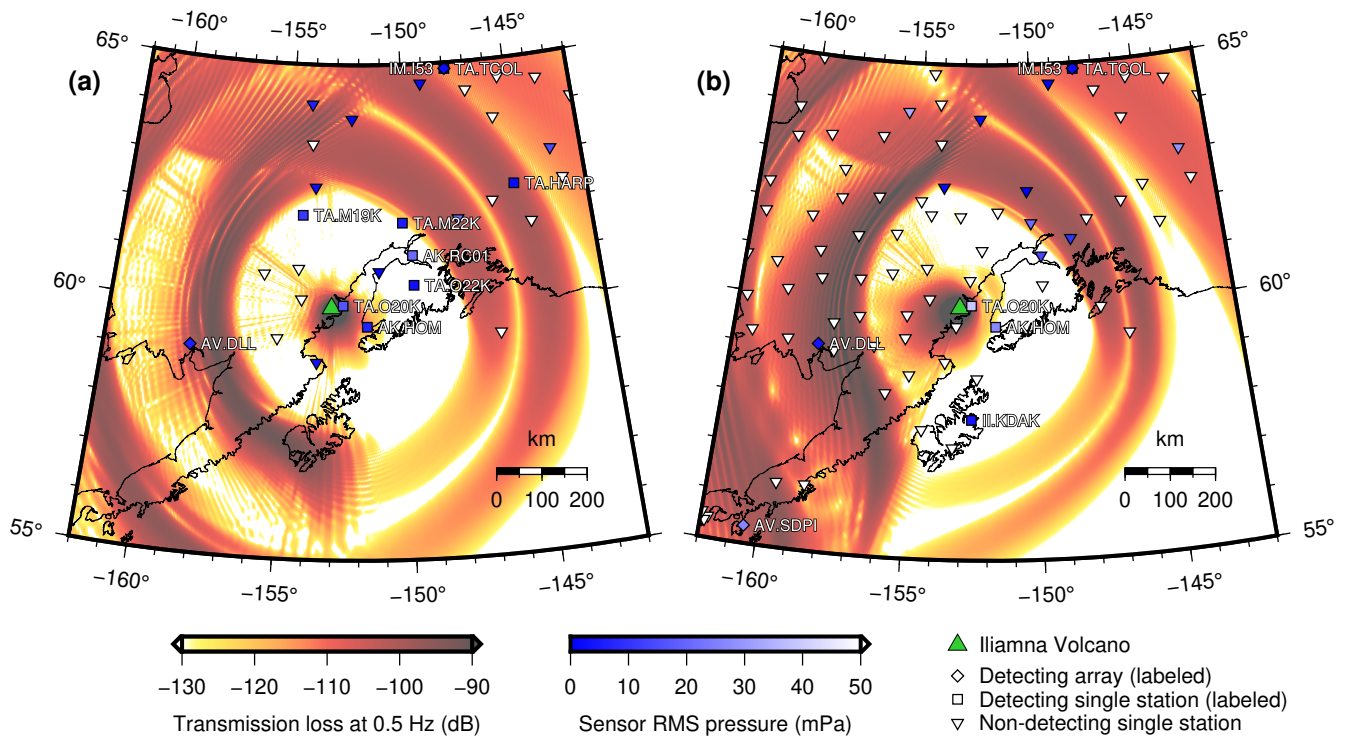 −160° −155° −150° −145°
−160° −155° −150° −145°
65°
65°
(a)
(b)
IM.I53 TA.TCOL
IM.I53 TA.TCOL
TA.HARP
TA.M19K
TA.M22K
AK.RC01
TA.O22K
60°
60°
TA.O20K
TA.O20K
AK.HOM
AK.HOM
AV.DLL
AV.DLL
II.KDAK
km
km
0 100 200
0 100 200
AV.SDPI
55°
55°
−160° −155° −150° −145°
−160° −155° −150° −145°
−130 −120 −110 −100 −90
Transmission loss at 0.5 Hz (dB)
0 10 20 30 40 50
Sensor RMS pressure (mPa)
Iliamna Volcano
Detecting array (labeled)
Detecting single station (labeled)
Non-detecting single station